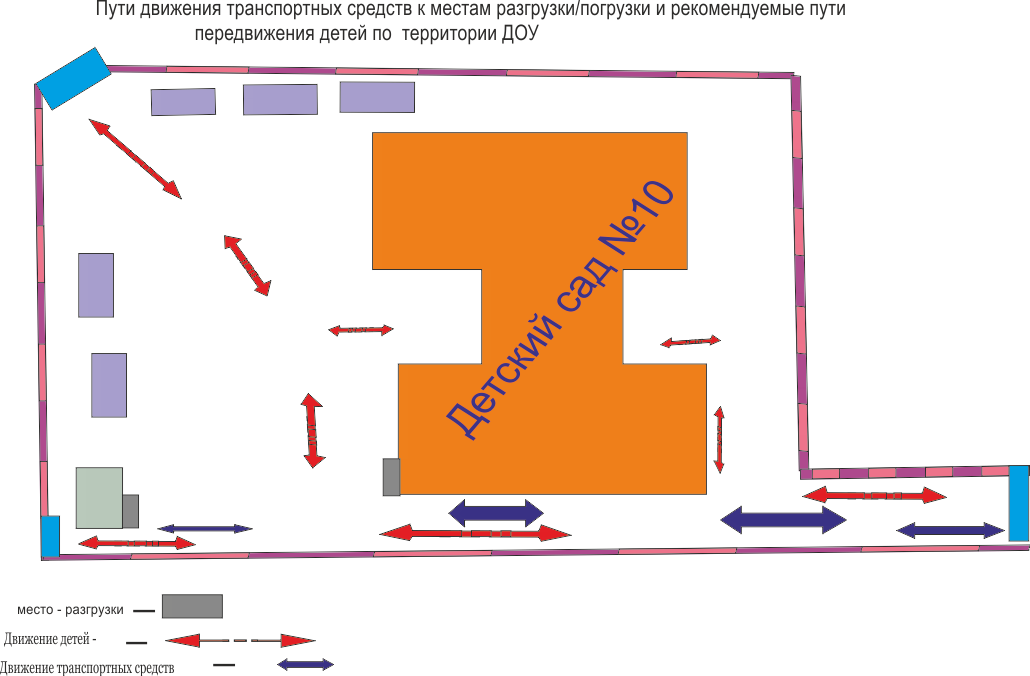 Пути движения транспортных средств к местам разгрузки/погрузки и рекомендуемые пути
передвижения детей по территории ДОУ
Детский сад №10
место - разгрузки
Движение детей -
Движение транспортных средств